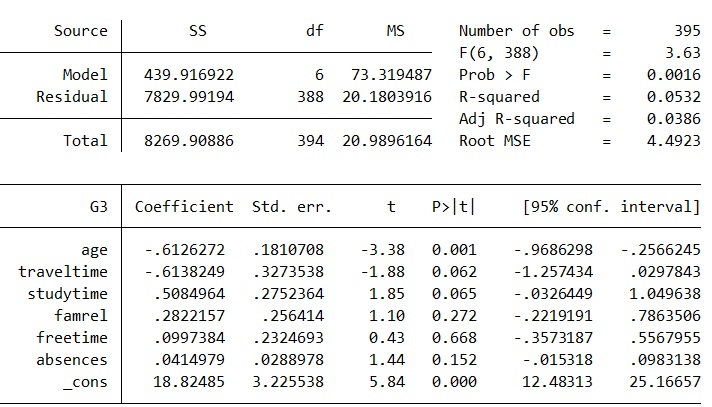 Source SS df MS Number of obs = 395
F(6, 388) = 3.63
Model 439.916922 6 73.319487 Prob > F = 0.0016
Residual 7829.99194 388 20.1803916 R-squared = 0.0532
Adj R-squared = 0.0386
Total 8269.90886 394 20.9896164 Root MSE = 4.4923
G3 Coefficient Std. err. t P>|t| [95% conf. interval]
age -.6126272 .1810708 -3.38 0.001 -.9686298 -.2566245
traveltime -.6138249 .3273538 -1.88 0.062 -1.257434 .0297843
studytime .5084964 .2752364 1.85 0.065 -.0326449 1.049638
famrel .2822157 .256414 1.10 0.272 -.2219191 .7863506
freetime .0997384 .2324693 0.43 0.668 -.3573187 .5567955
absences .0414979 .0288978 1.44 0.152 -.015318 .0983138
_cons 18.82485 3.225538 5.84 0.000 12.48313 25.16657